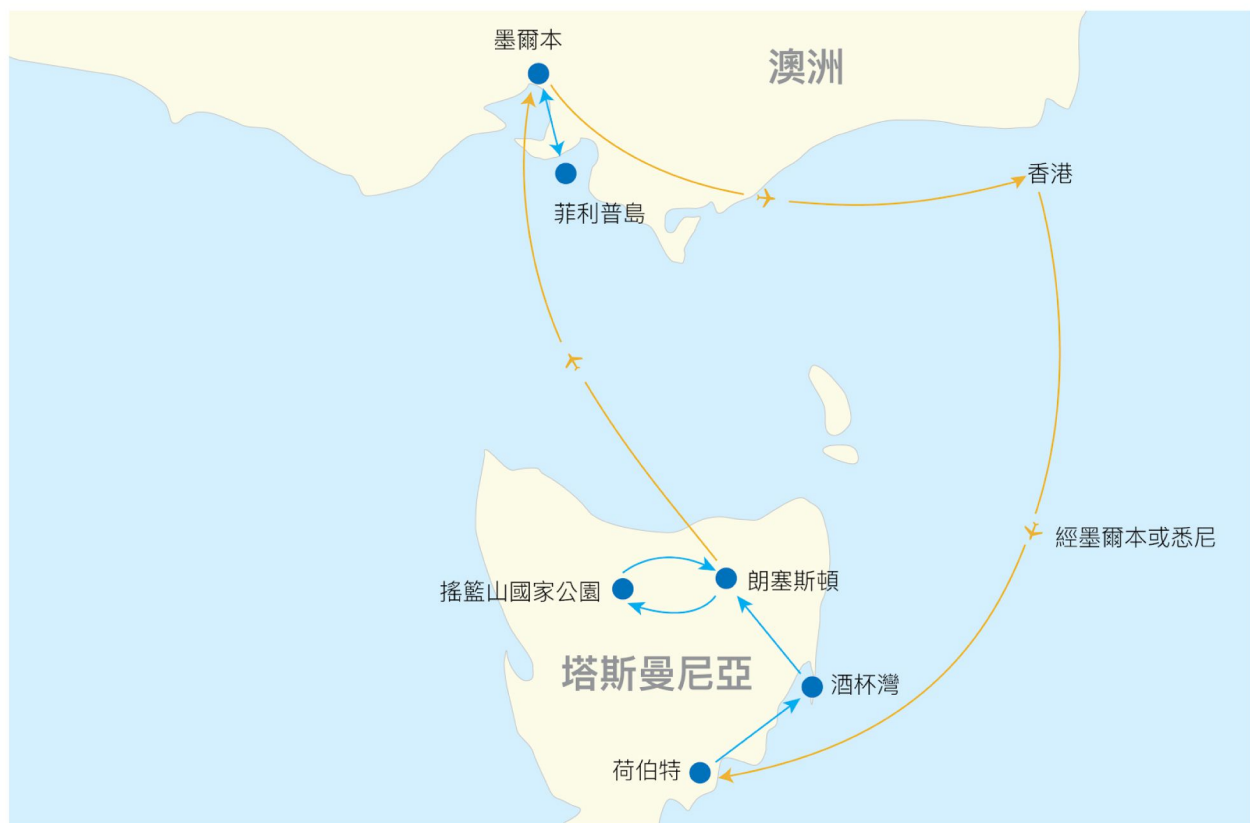 墨爾本
澳洲
香港
菲利普島
經墨爾本或悉尼
朗塞斯頓
搖籃山國家公園
塔斯曼尼亞
酒杯灣
荷伯特